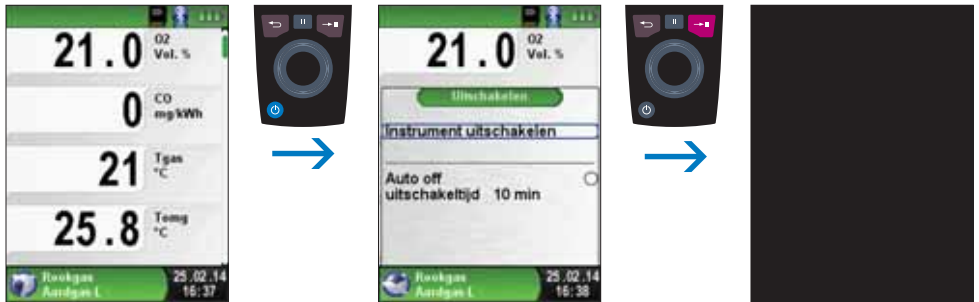 21.0 O2 Vol. %
0 CO mg/kWh
21 Tgas °C
25.8 Tomg °C
Rookgas 25.02.14
Aardgas L 16:37
21.0 O2 Vol. %
Uitschakelen
Instrument uitschakelen
Auto off
uitschakeltijd 10 min
Rookgas 25.02.14
Aardgas L 16:38